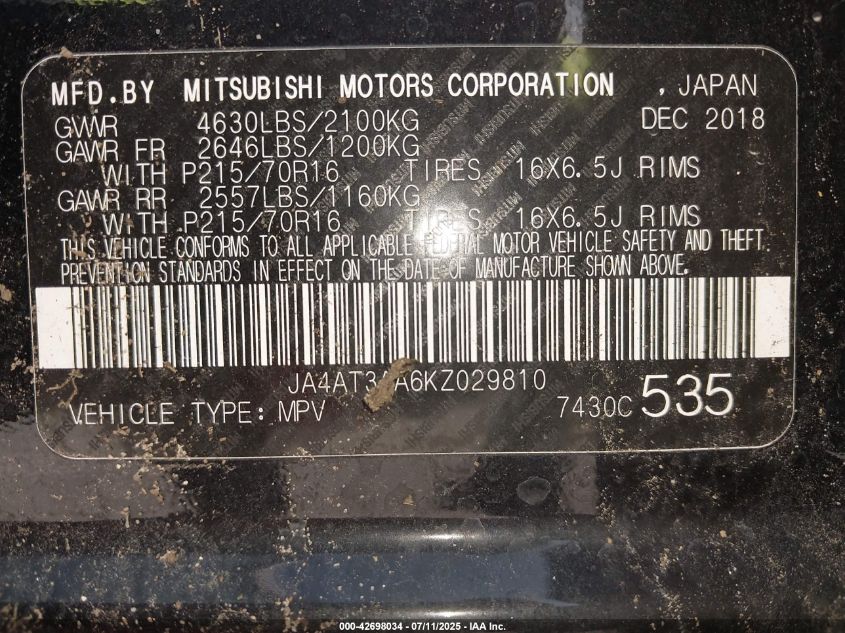 MFD.BY MITSUBISHI MOTORS CORPORATION , JAPAN
GVWR 4630LBS/2100KG DEC 2018
GAWR FR 2646LBS/1200KG
WITH P215/70R16 TIRES 16X6.5J RIMS
GAWR RR 2557LBS/1160KG
WITH P215/70R16 TIRES 16X6.5J RIMS
THIS VEHICLE CONFORMS TO ALL APPLICABLE FEDERAL MOTOR VEHICLE SAFETY AND THEFT
PREVENTION STANDARDS IN EFFECT ON THE DATE OF MANUFACTURE SHOWN ABOVE.
VEHICLE TYPE: MPV 7430C 535
000-42698034 - 07/11/2025 - IAA Inc.